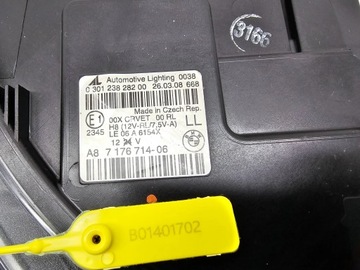 3166
AL Automotive Lighting 0038
0 301 238 282 00 26.03.08 668
Made in Czech Rep.
E1 00X CRVET 00 RL
H8 (12V-RL/7,5V-A) LL
2345 LE 06 A 6154X
12 24 V
A8 7 176 714-06
B01401702